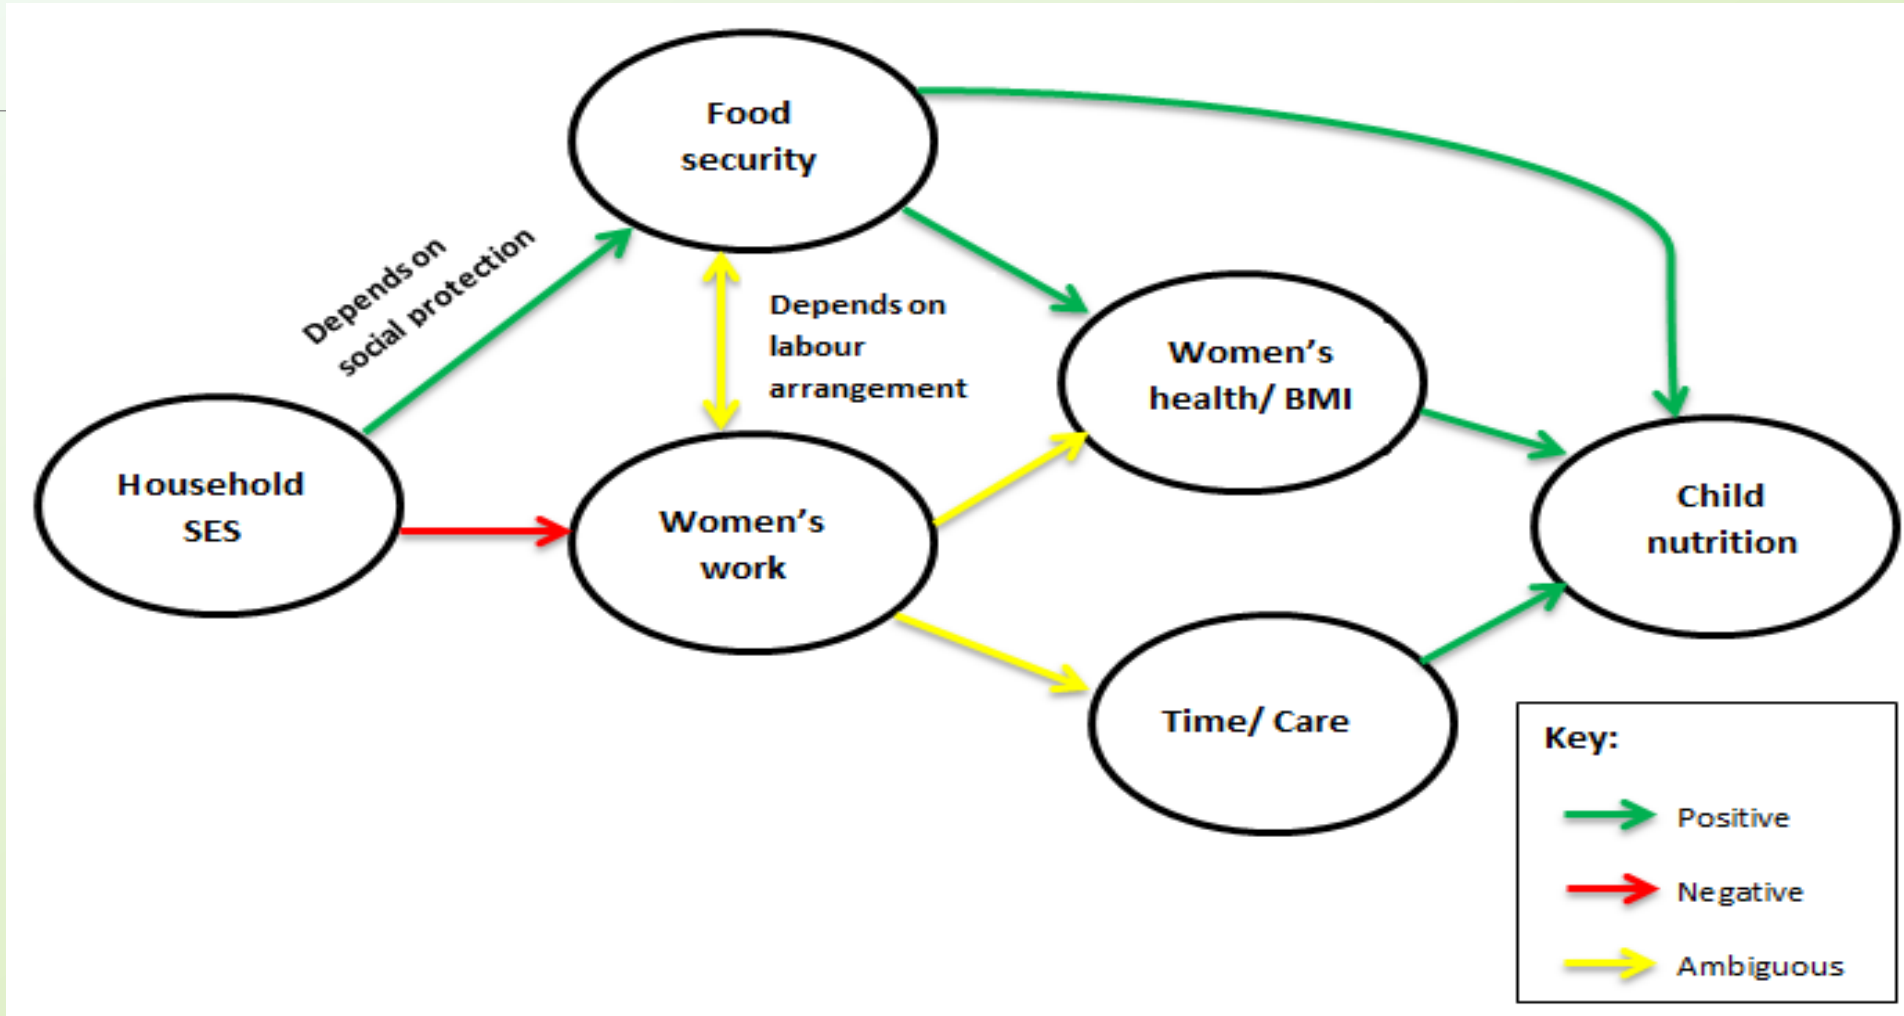 Food
security
Depends on
social protection
Depends on
labour
arrangement
Women’s
health/ BMI
Household
SES
Women’s
work
Child
nutrition
Time/ Care
Key:
Positive
Negative
Ambiguous